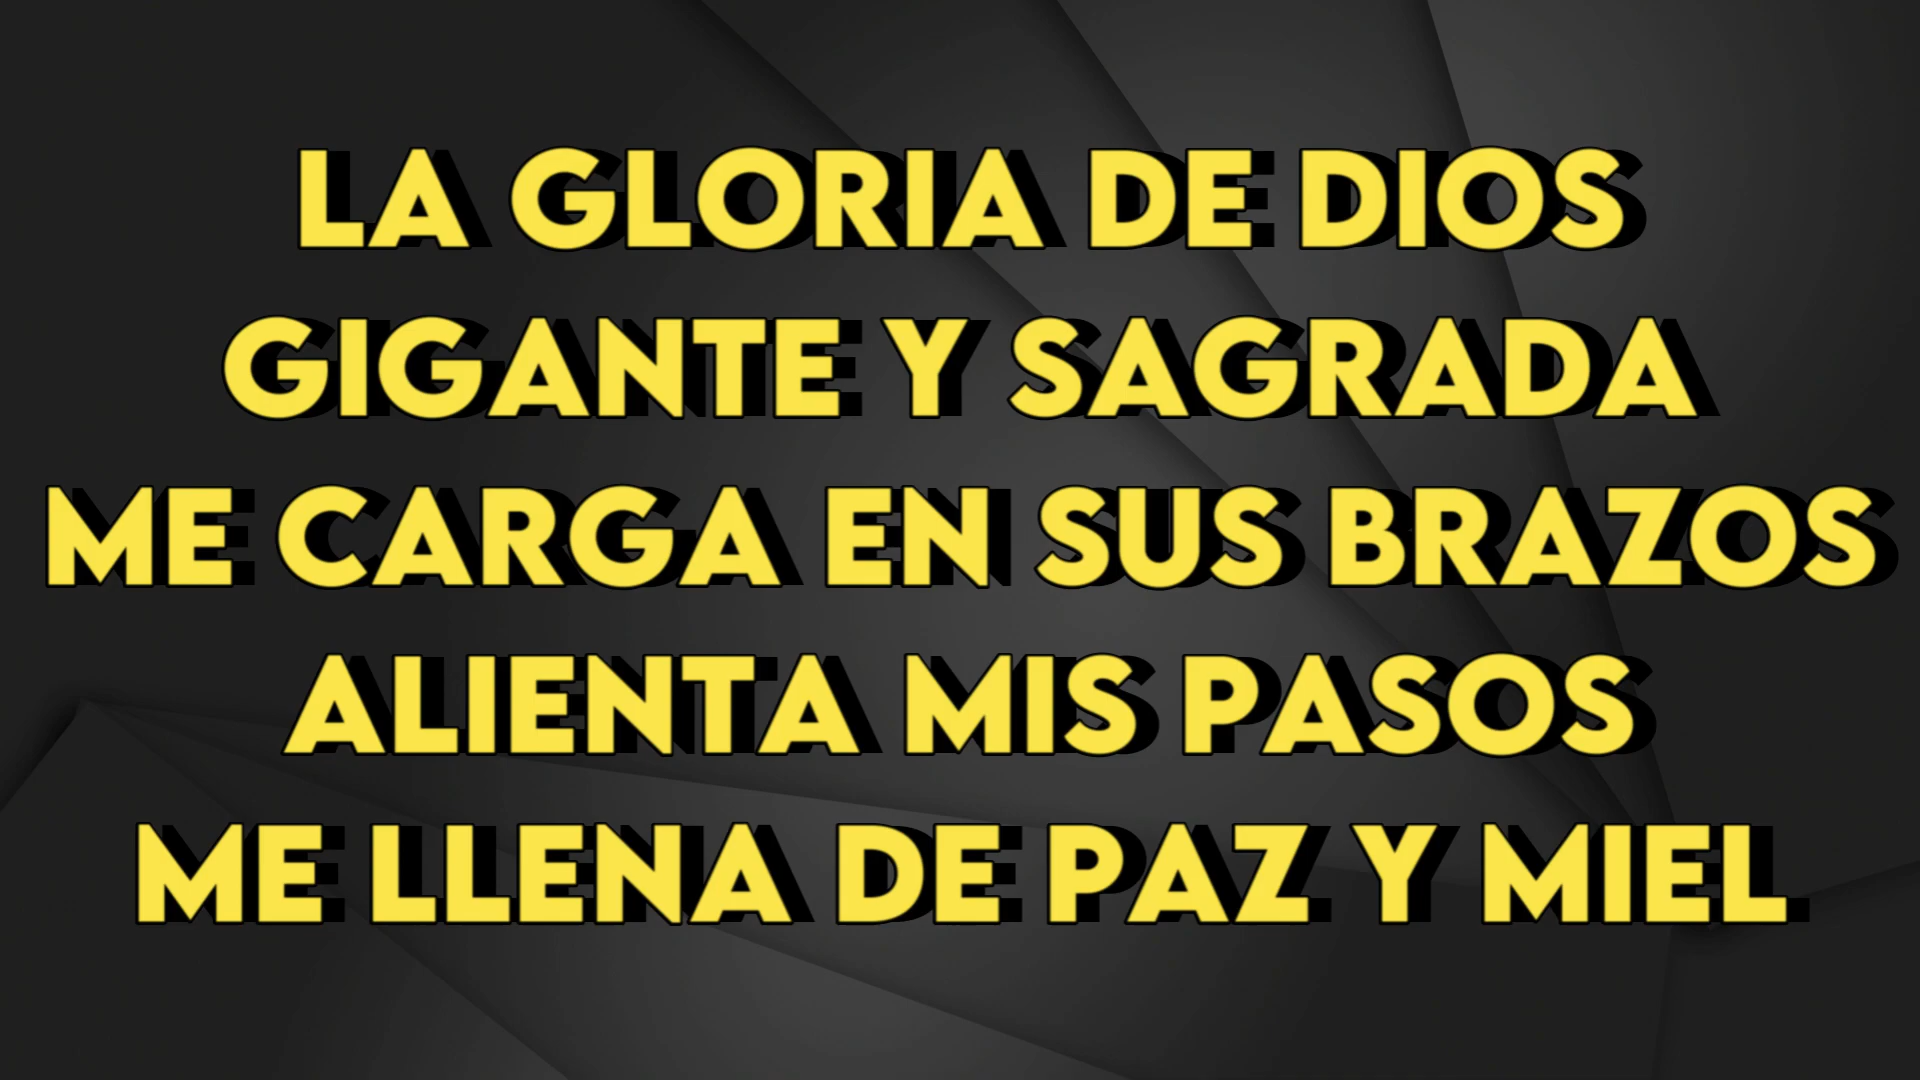 LA GLORIA DE DIOS
GIGANTE Y SAGRADA
ME CARGA EN SUS BRAZOS
ALIENTA MIS PASOS
ME LLENA DE PAZ Y MIEL